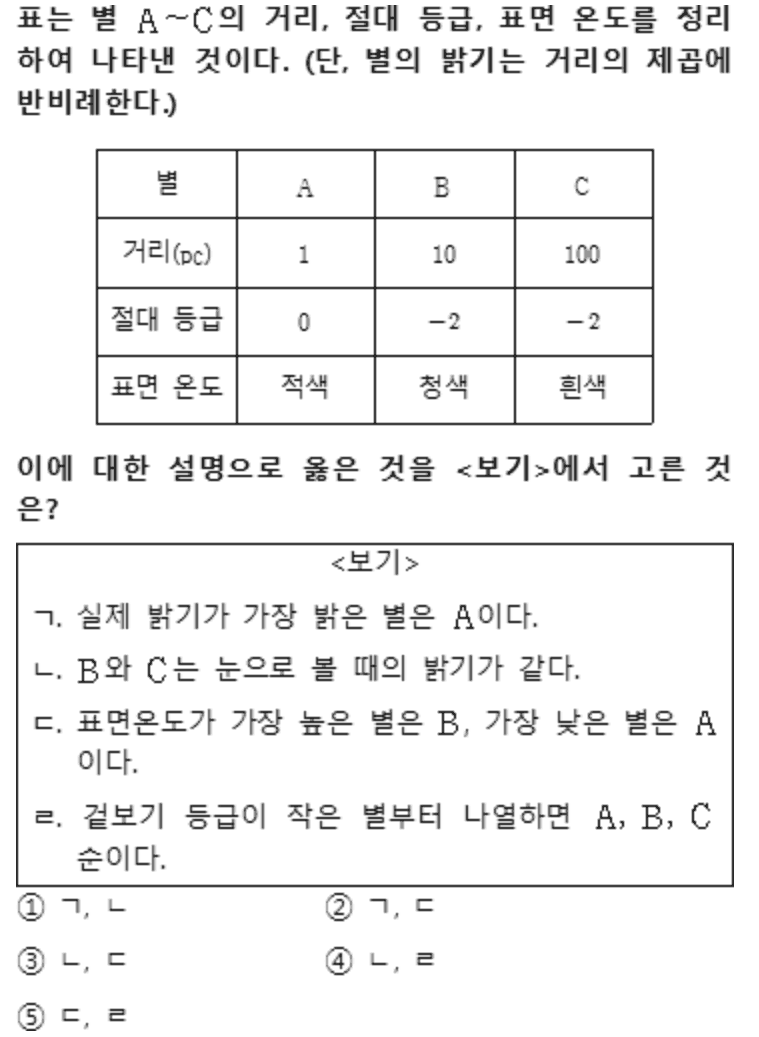 표는 별 A~C의 거리, 절대 등급, 표면 온도를 정리
하여 나타낸 것이다. (단, 별의 밝기는 거리의 제곱에
반비례한다.)
별 A B C
거리(pc) 1 10 100
절대 등급 0 -2 -2
표면 온도 적색 청색 흰색
이에 대한 설명으로 옳은 것을 <보기>에서 고른 것
은?
<보기>
ㄱ. 실제 밝기가 가장 밝은 별은 A이다.
ㄴ. B와 C는 눈으로 볼 때의 밝기가 같다.
ㄷ. 표면온도가 가장 높은 별은 B, 가장 낮은 별은 A
이다.
ㄹ. 겉보기 등급이 작은 별부터 나열하면 A, B, C
순이다.
① ㄱ, ㄴ ② ㄱ, ㄷ
③ ㄴ, ㄷ ④ ㄴ, ㄹ
⑤ ㄷ, ㄹ